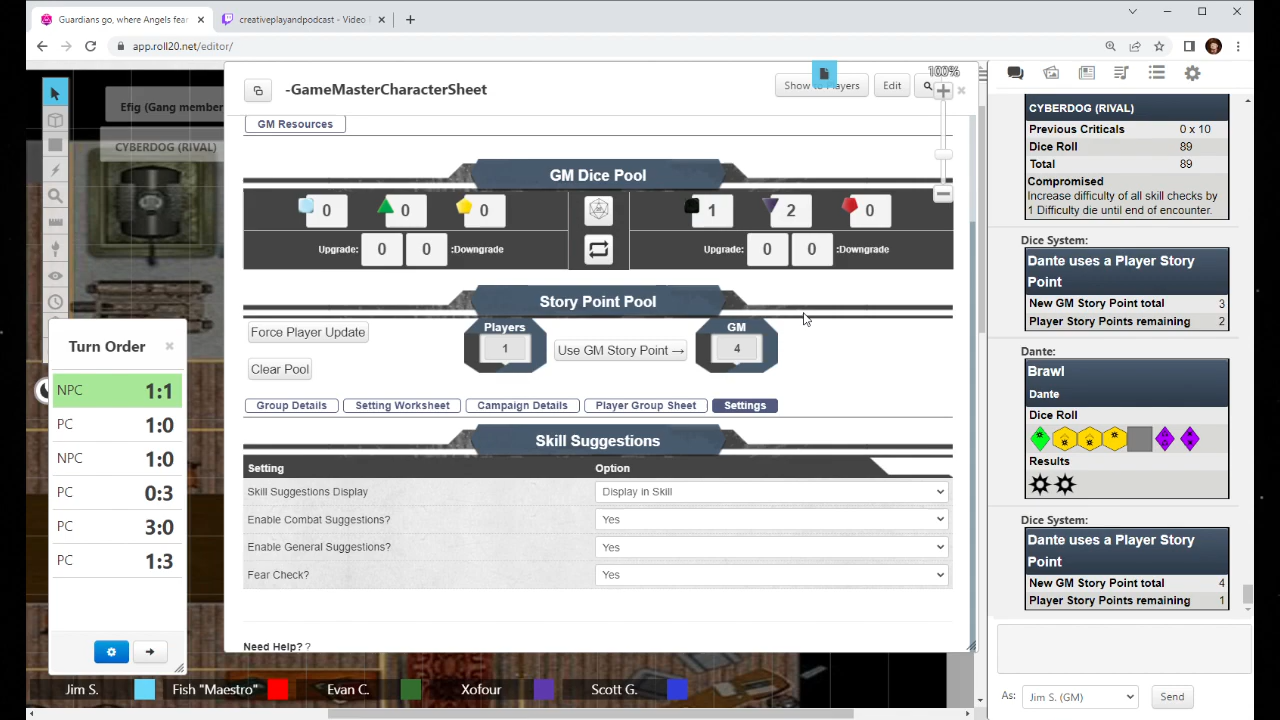 Guardians go, where Angels fear
creativeplayandpodcast - Video
app.roll20.net/editor/
Efig (Gang member
CYBERDOG (RIVAL)
-GameMasterCharacterSheet
Show to Players
Edit
100%
GM Resources
GM Dice Pool
0
0
0
1
2
0
Upgrade:
0
0
:Downgrade
Upgrade:
0
0
:Downgrade
Story Point Pool
Force Player Update
Clear Pool
Players
1
Use GM Story Point →
GM
4
Group Details
Setting Worksheet
Campaign Details
Player Group Sheet
Settings
Skill Suggestions
Setting Option
Skill Suggestions Display Display in Skill
Enable Combat Suggestions? Yes
Enable General Suggestions? Yes
Fear Check? Yes
Need Help? ?
Turn Order
NPC 1:1
PC 1:0
NPC 1:0
PC 0:3
PC 3:0
PC 1:3
Jim S.
Fish "Maestro"
Evan C.
Xofour
Scott G.
CYBERDOG (RIVAL)
Previous Criticals 0 x 10
Dice Roll 89
Total 89
Compromised
Increase difficulty of all skill checks by
1 Difficulty die until end of encounter.
Dice System:
Dante uses a Player Story
Point
New GM Story Point total 3
Player Story Points remaining 2
Dante:
Brawl
Dante
Dice Roll
Results
Dice System:
Dante uses a Player Story
Point
New GM Story Point total 4
Player Story Points remaining 1
As: Jim S. (GM)
Send